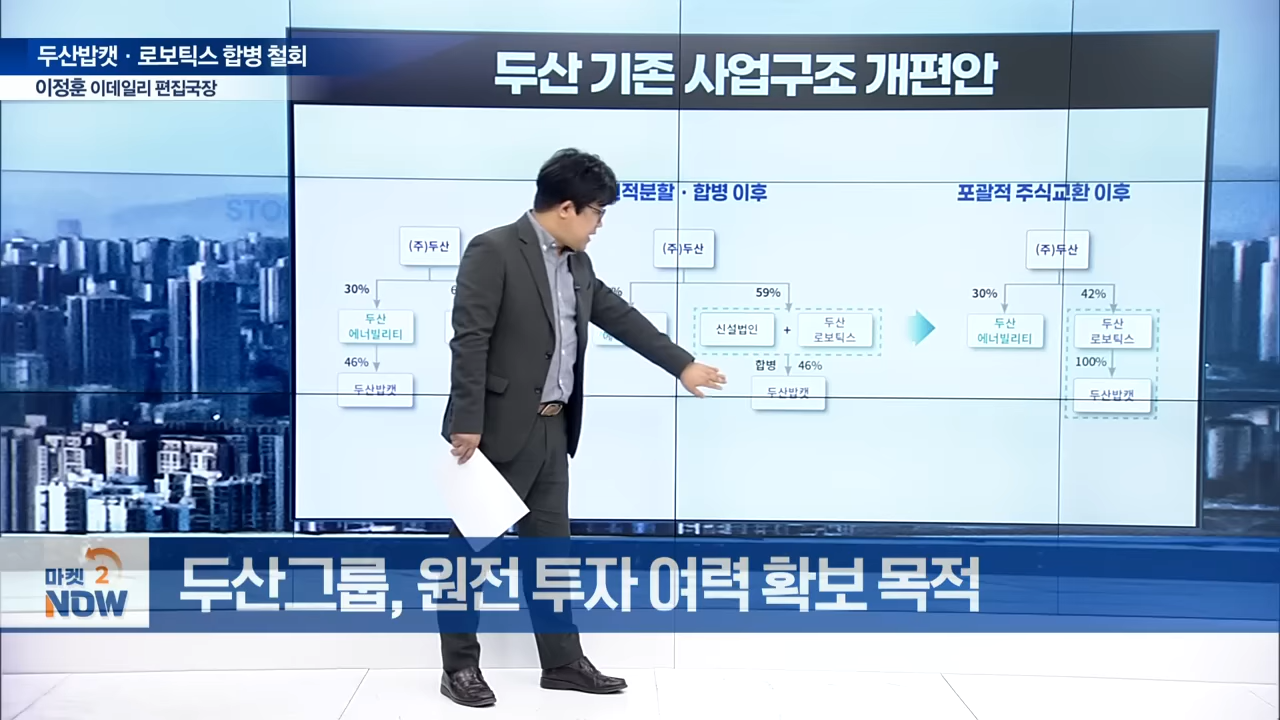 두산밥캣 · 로보틱스 합병 철회
이정훈 이데일리 편집국장
두산 기존 사업구조 개편안
STO
적분할 · 합병 이후
포괄적 주식교환 이후
(주)두산
(주)두산
(주)두산
30%
6
%
59%
30%
42%
두산
에너빌리티
신설법인
+
두산
로보틱스
두산
에너빌리티
두산
로보틱스
46%
합병
46%
100%
두산밥캣
두산밥캣
두산밥캣
마켓 2
NOW
두산그룹, 원전 투자 여력 확보 목적